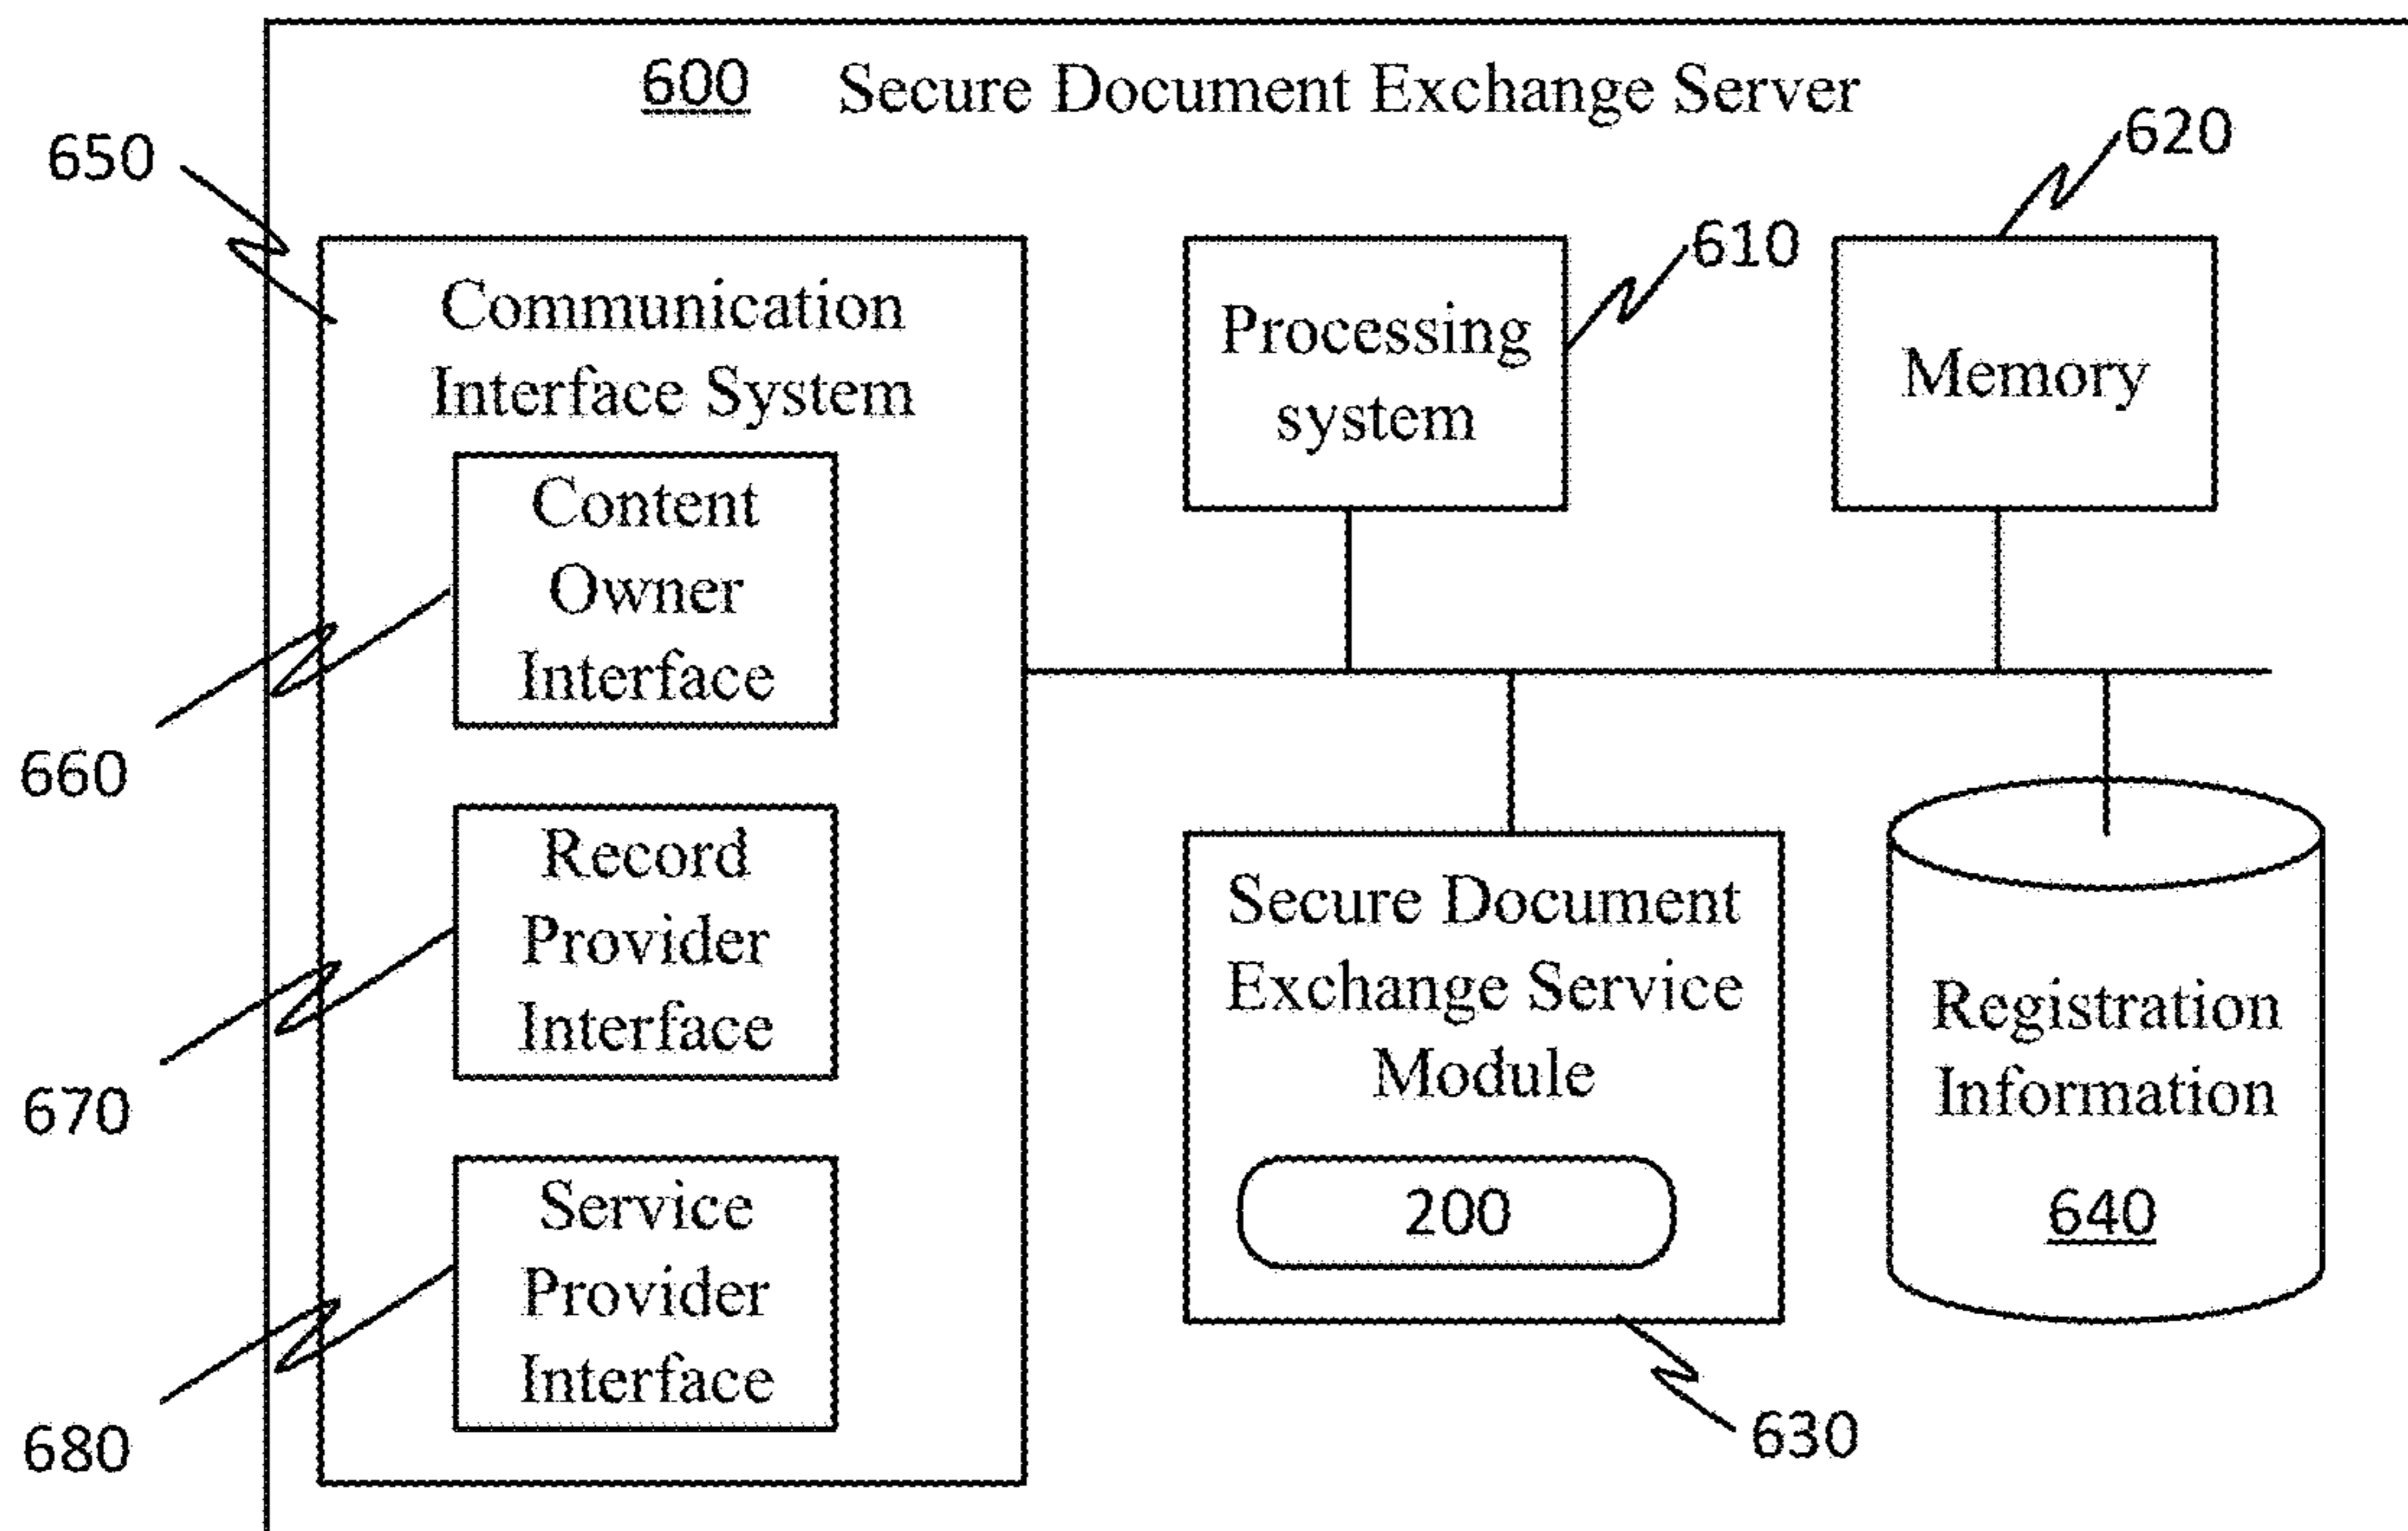 600 Secure Document Exchange Server
650
620
610
Communication
Interface System
Processing
system
Memory
Content
Owner
Interface
660
Record
Provider
Interface
670
Service
Provider
Interface
680
Secure Document
Exchange Service
Module
200
630
Registration
Information
640